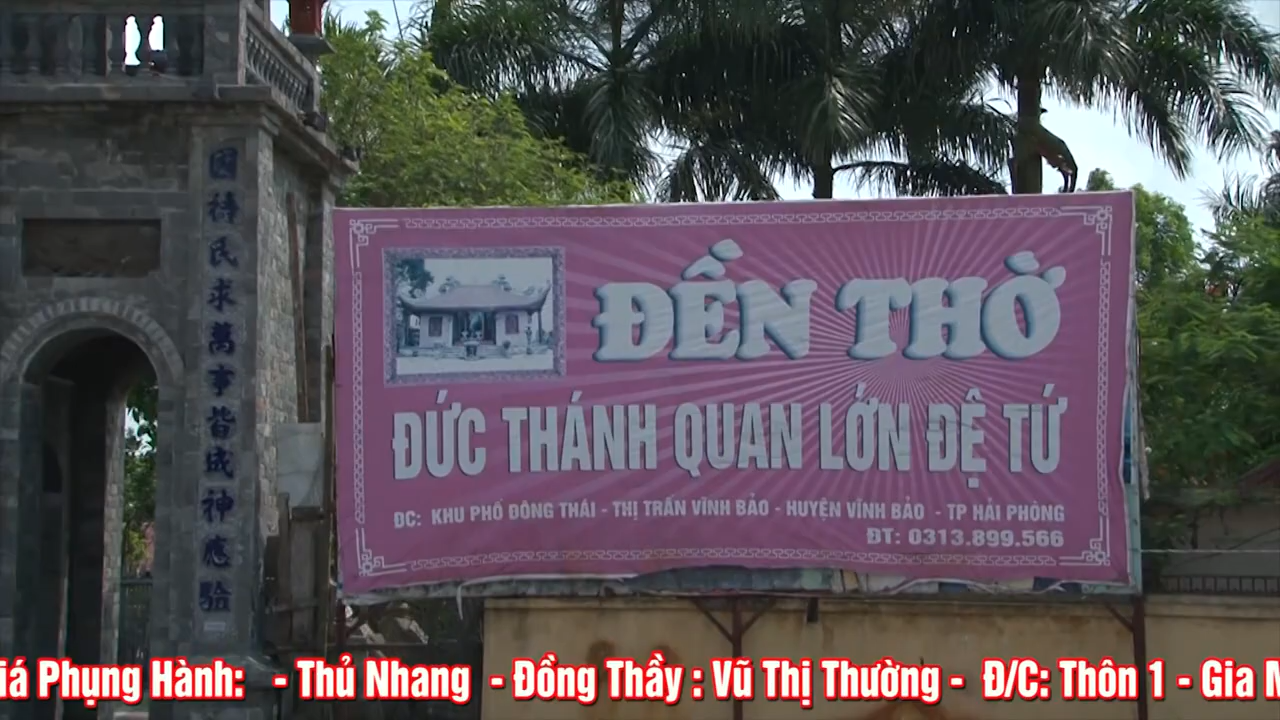 國待民求萬事皆成神應驗
ĐỀN THỜ
ĐỨC THÁNH QUAN LỚN ĐỆ TỨ
ĐC: KHU PHỐ ĐÔNG THÁI - THỊ TRẤN VĨNH BẢO - HUYỆN VĨNH BẢO - TP HẢI PHÒNG
ĐT: 0313.899.566
iá Phụng Hành: - Thủ Nhang - Đồng Thầy : Vũ Thị Thường - Đ/C: Thôn 1 - Gia